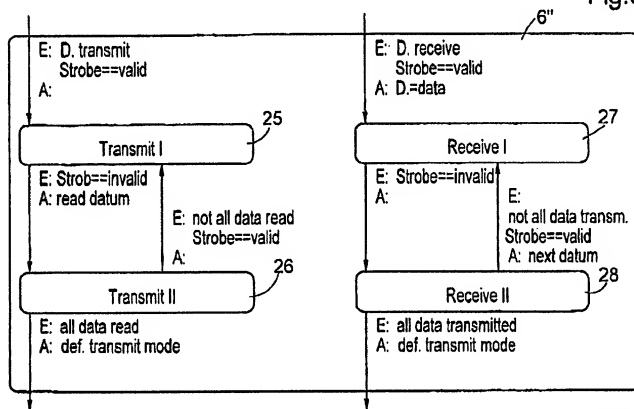 Fig.
6"
E: D. transmit
Strobe==valid
A:
25
Transmit I
E: Strob==invalid
A: read datum
E: not all data read
Strobe==valid
A:
26
Transmit II
E: all data read
A: def. transmit mode
E: D. receive
Strobe==valid
A: D.=data
27
Receive I
E: Strobe==invalid
A:
E:
not all data transm.
Strobe==valid
A: next datum
28
Receive II
E: all data transmitted
A: def. transmit mode